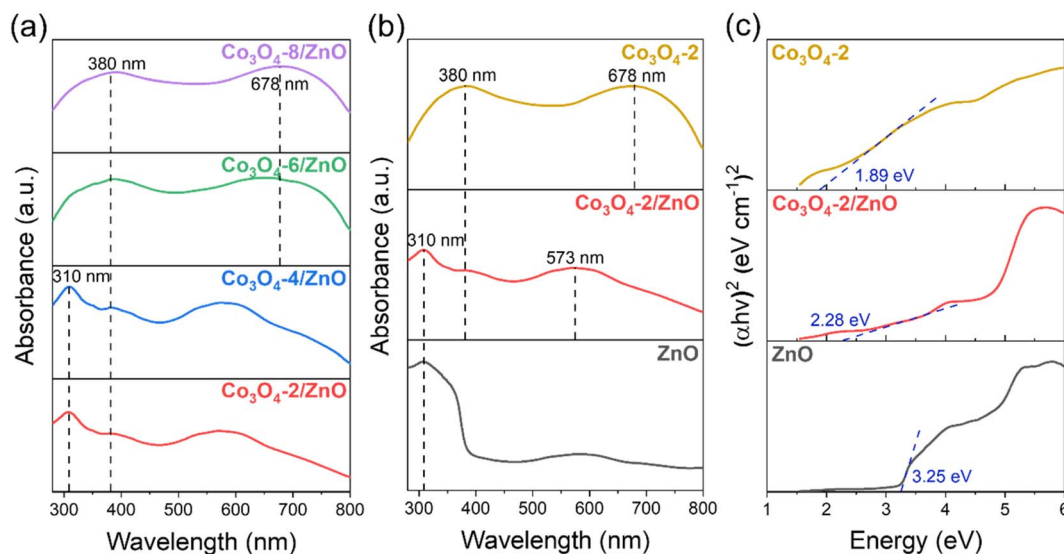 (a)
Co₃O₄-8/ZnO
380 nm
678 nm
Co₃O₄-6/ZnO
310 nm
Co₃O₄-4/ZnO
Co₃O₄-2/ZnO
Absorbance (a.u.)
300 400 500 600 700 800
Wavelength (nm)
(b)
Co₃O₄-2
380 nm
678 nm
Co₃O₄-2/ZnO
310 nm
573 nm
ZnO
Absorbance (a.u.)
300 400 500 600 700 800
Wavelength (nm)
(c)
Co₃O₄-2
1.89 eV
Co₃O₄-2/ZnO
2.28 eV
ZnO
3.25 eV
(αhν)² (eV cm⁻¹)²
1 2 3 4 5 6
Energy (eV)